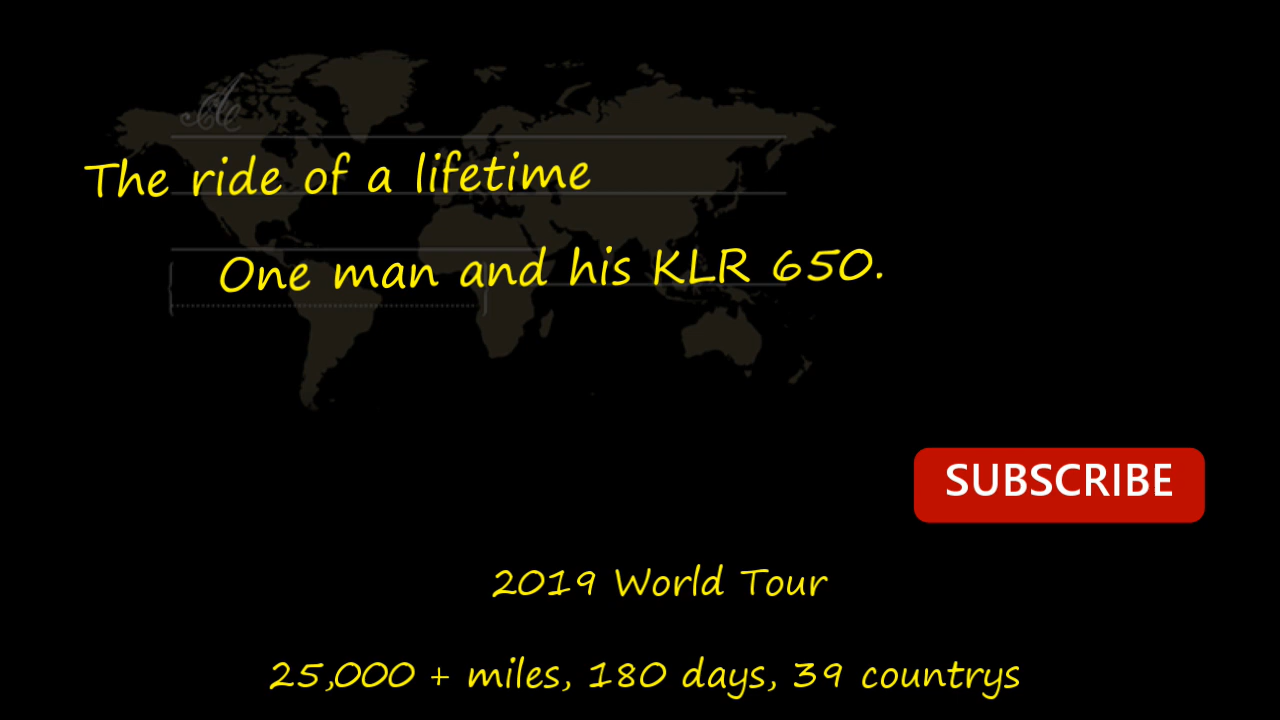 The ride of a lifetime
One man and his KLR 650.
SUBSCRIBE
2019 World Tour
25,000 + miles, 180 days, 39 countrys